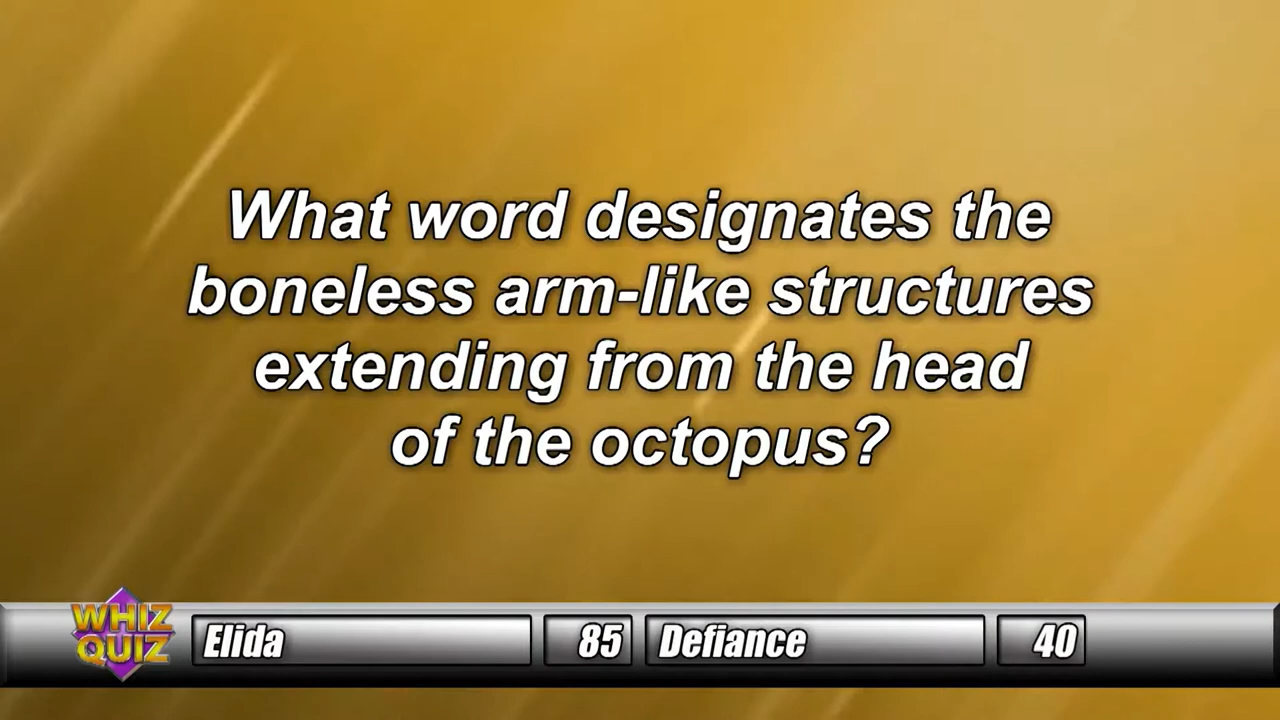 What word designates the
boneless arm-like structures
extending from the head
of the octopus?
WHIZ
QUIZ
Elida
85
Defiance
40